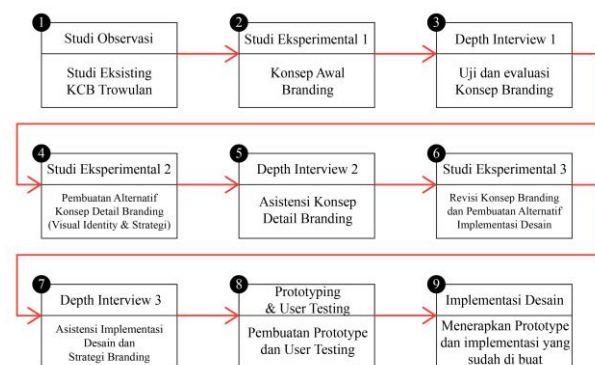 1
Studi Observasi
Studi Eksisting
KCB Trowulan
2
Studi Eksperimental 1
Konsep Awal
Branding
3
Depth Interview 1
Uji dan evaluasi
Konsep Branding
4
Studi Eksperimental 2
Pembuatan Alternatif
Konsep Detail Branding
(Visual Identity & Strategi)
5
Depth Interview 2
Asistensi Konsep
Detail Branding
6
Studi Eksperimental 3
Revisi Konsep Branding
dan Pembuatan Alternatif
Implementasi Desain
7
Depth Interview 3
Asistensi Implementasi
Desain dan
Strategi Branding
8
Prototyping
& User Testing
Pembuatan Prototype
dan User Testing
9
Implementasi Desain
Menerapkan Prototype
dan implementasi yang
sudah di buat